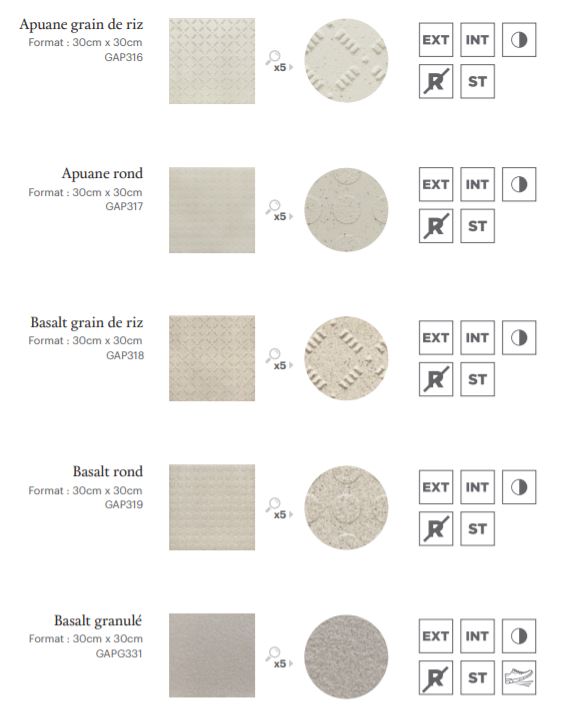 Apuane grain de riz
Format : 30cm x 30cm
GAP316
x5
EXT INT
R ST
Apuane rond
Format : 30cm x 30cm
GAP317
x5
EXT INT
R ST
Basalt grain de riz
Format : 30cm x 30cm
GAP318
x5
EXT INT
R ST
Basalt rond
Format : 30cm x 30cm
GAP319
x5
EXT INT
R ST
Basalt granulé
Format : 30cm x 30cm
GAPG331
x5
EXT INT
R ST